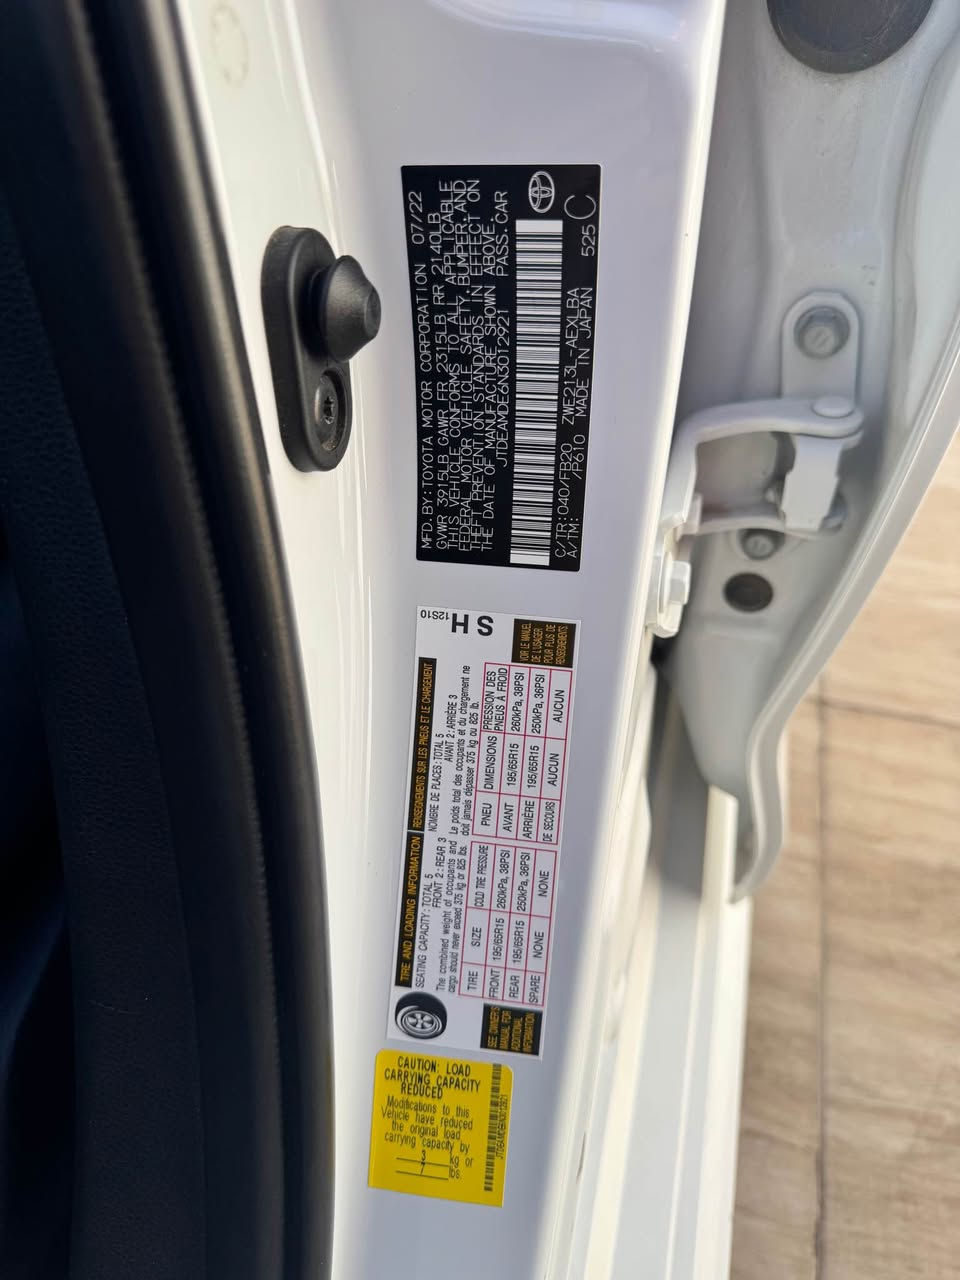 MFD. BY: TOYOTA MOTOR CORPORATION 07/22
GVWR 3915LB GAWR FR 2315LB RR 2140LB
THIS VEHICLE CONFORMS TO ALL APPLICABLE
FEDERAL MOTOR VEHICLE SAFETY, BUMPER, AND
THEFT PREVENTION STANDARDS IN EFFECT ON
THE DATE OF MANUFACTURE SHOWN ABOVE.
JTDEAMDE6N3012921 PASS.CAR
C/TR:040/FB20 ZWE213L-AEXLBA 525
A/TM: /P610 MADE IN JAPAN C
SH
12S10
TIRE AND LOADING INFORMATION
RENSEIGNEMENTS SUR LES PNEUS ET LE CHARGEMENT
SEATING CAPACITY: TOTAL 5
FRONT 2: REAR 3
NOMBRE DE PLACES: TOTAL 5
AVANT 2: ARRIÈRE 3
The combined weight of occupants and
cargo should never exceed 375 kg or 825 lbs.
Le poids total des occupants et du chargement ne
doit jamais dépasser 375 kg ou 825 lb.
TIRE SIZE COLD TIRE PRESSURE PNEU DIMENSIONS PRESSION DES PNEUS À FROID
FRONT 195/65R15 260kPa, 38PSI AVANT 195/65R15 260kPa, 38PSI
REAR 195/65R15 250kPa, 36PSI ARRIÈRE 195/65R15 250kPa, 36PSI
SPARE NONE NONE DE SECOURS AUCUN AUCUN
SEE OWNER'S
MANUAL FOR
ADDITIONAL
INFORMATION
VOIR LE MANUEL
DE L'USAGER
POUR PLUS DE
RENSEIGNEMENTS
CAUTION: LOAD
CARRYING CAPACITY
REDUCED
Modifications to this
Vehicle have reduced
the original load
carrying capacity by
3 kg or
7 lbs.